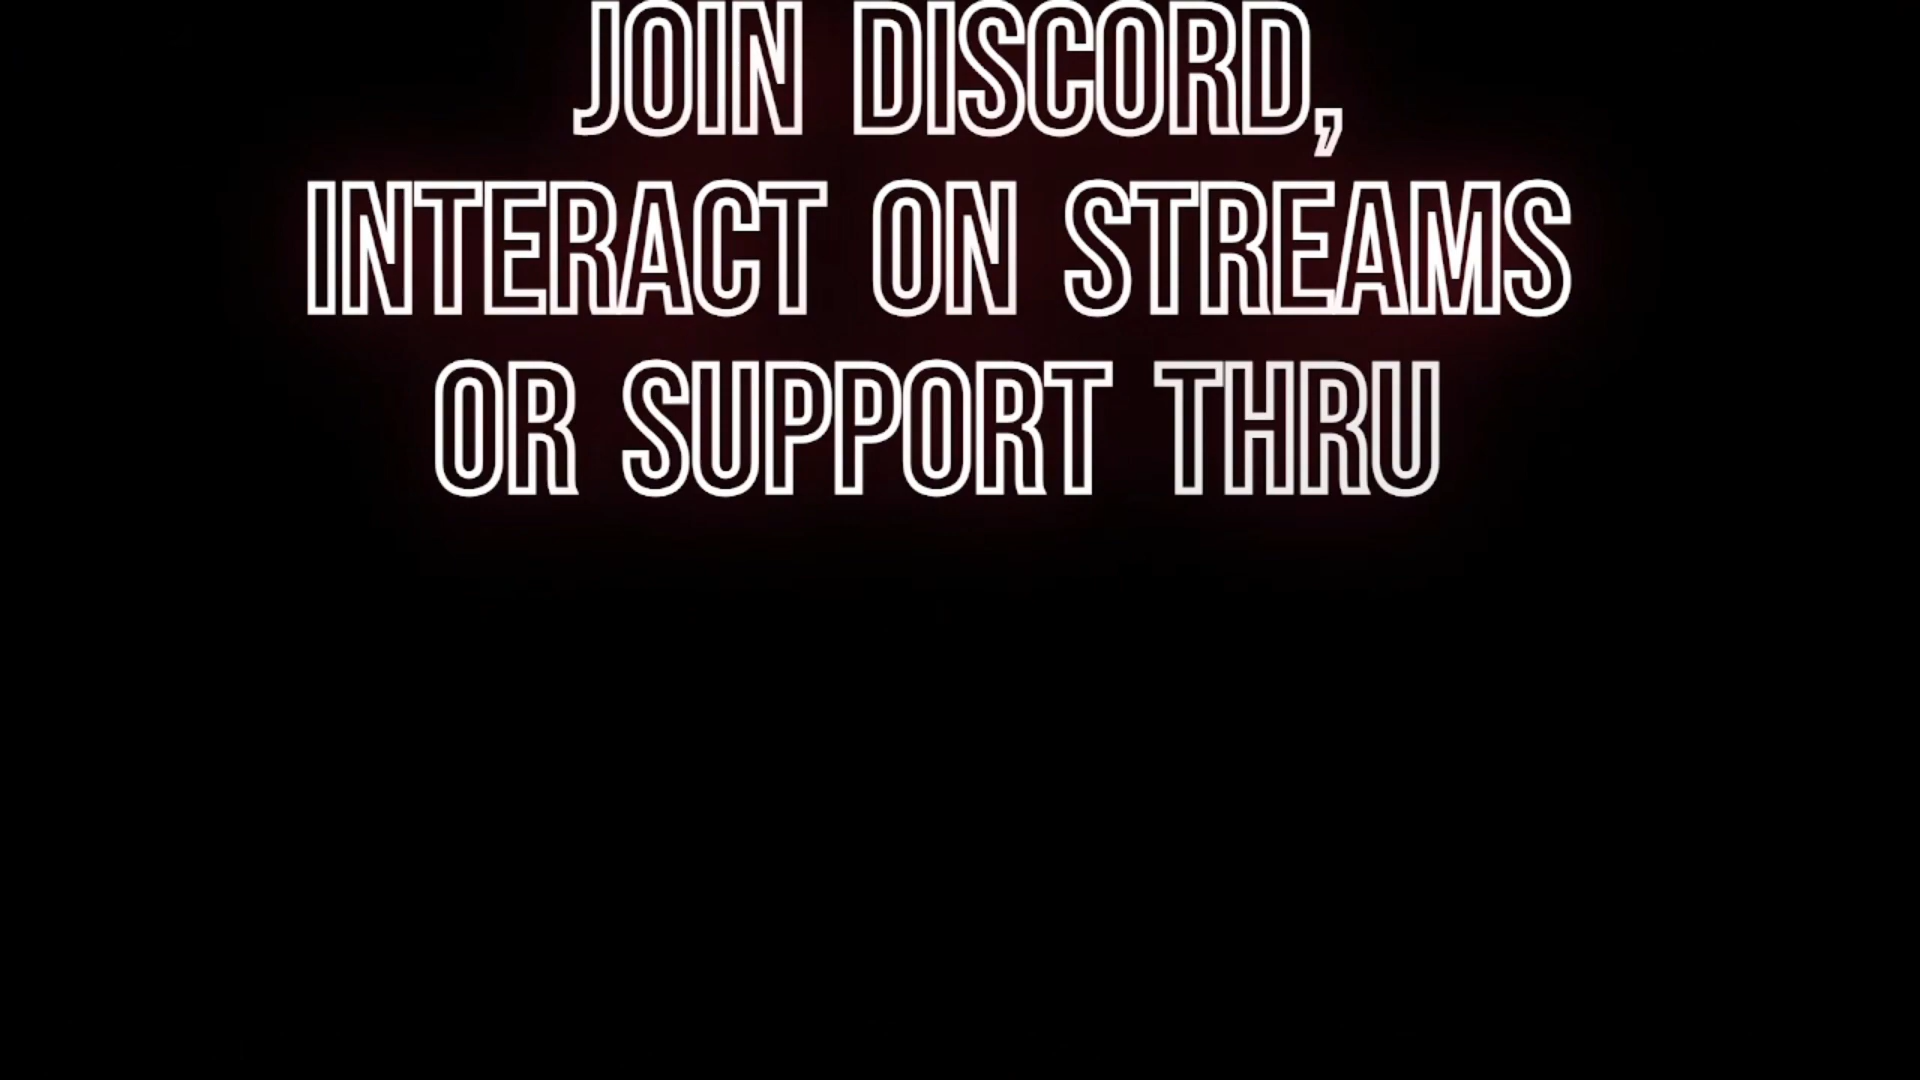 JOIN DISCORD,
INTERACT ON STREAMS
OR SUPPORT THRU